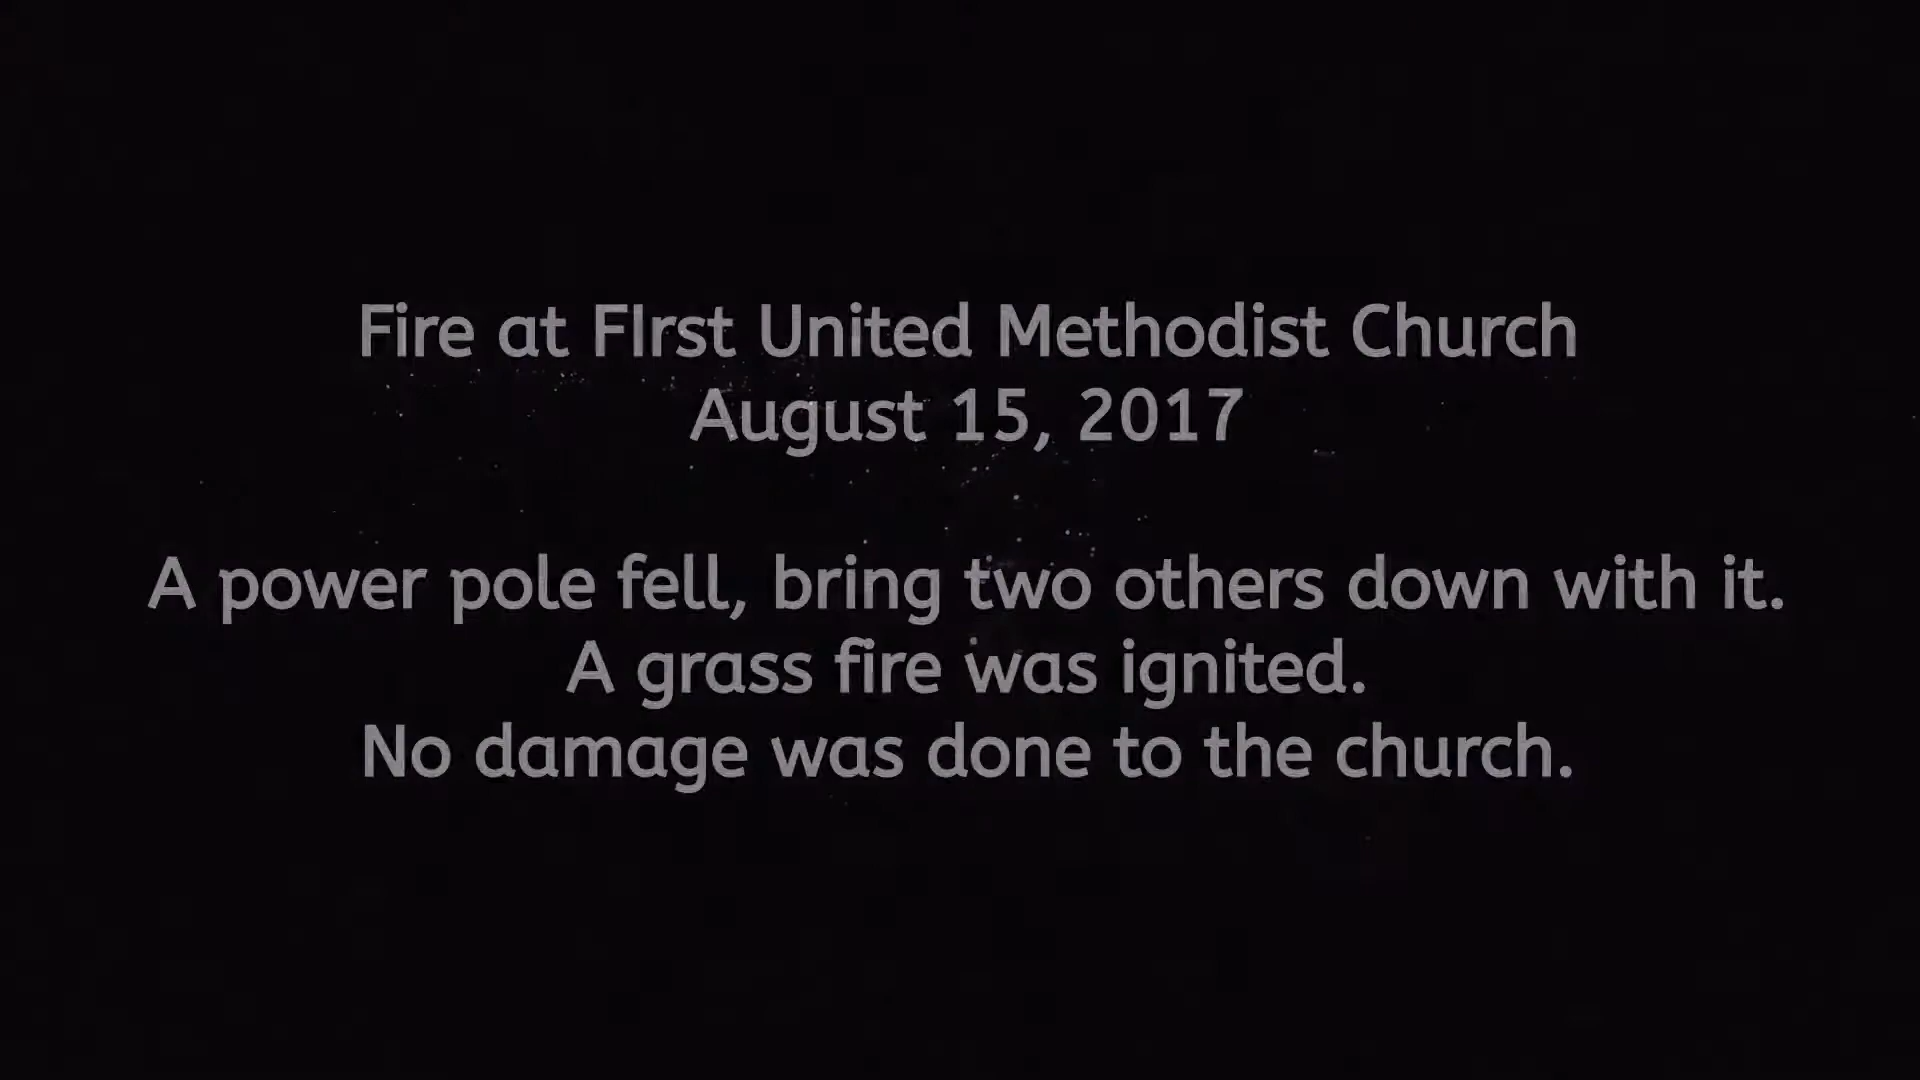 Fire at FIrst United Methodist Church
August 15, 2017
A power pole fell, bring two others down with it.
A grass fire was ignited.
No damage was done to the church.